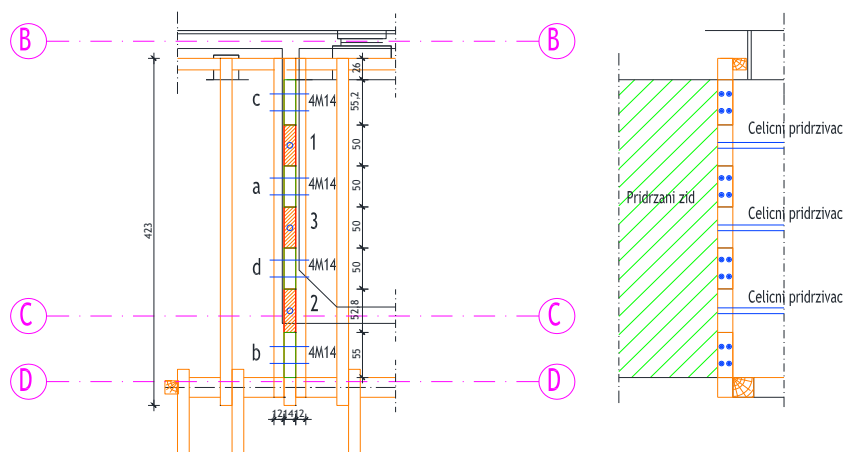 B
B
26
c
4M14
55,2
1
50
Celicni pridrzivac
a
4M14
50
Pridrzani zid
3
50
Celicni pridrzivac
423
d
4M14
50
2
52,8
Celicni pridrzivac
C
C
b
4M14
55
D
D
12
14
12